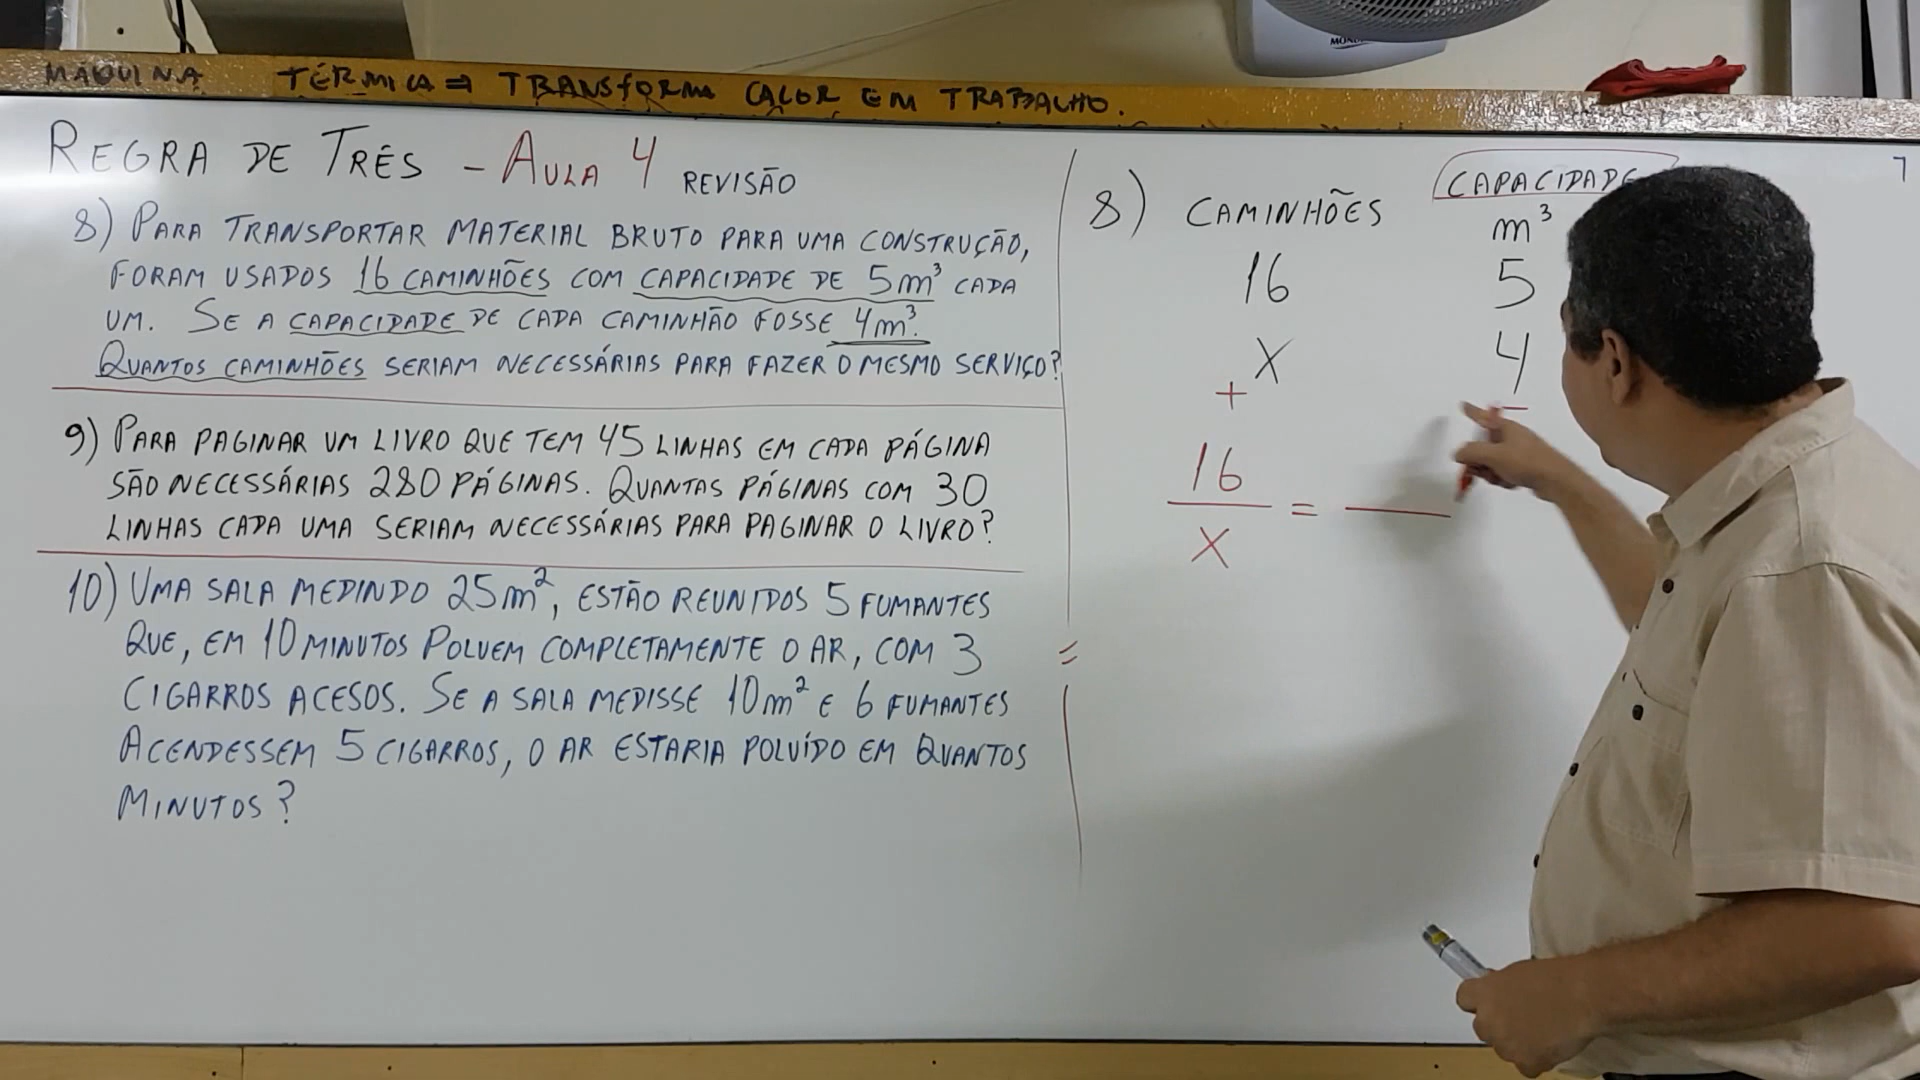 MÁQUINA TÉRMICA ⇒ TRANSFORMA CALOR EM TRABALHO.
REGRA DE TRÊS - AULA 4 REVISÃO
8) PARA TRANSPORTAR MATERIAL BRUTO PARA UMA CONSTRUÇÃO,
FORAM USADOS 16 CAMINHÕES COM CAPACIDADE DE 5m³ CADA
UM. SE A CAPACIDADE DE CADA CAMINHÃO FOSSE 4m³.
QUANTOS CAMINHÕES SERIAM NECESSÁRIAS PARA FAZER O MESMO SERVIÇO?
9) PARA PAGINAR UM LIVRO QUE TEM 45 LINHAS EM CADA PÁGINA
SÃO NECESSÁRIAS 280 PÁGINAS. QUANTAS PÁGINAS COM 30
LINHAS CADA UMA SERIAM NECESSÁRIAS PARA PAGINAR O LIVRO?
10) UMA SALA MEDINDO 25m², ESTÃO REUNIDOS 5 FUMANTES
QUE, EM 10 MINUTOS POLUEM COMPLETAMENTE O AR, COM 3
CIGARROS ACESOS. SE A SALA MEDISSE 10m² E 6 FUMANTES
ACENDESSEM 5 CIGARROS, O AR ESTARIA POLUÍDO EM QUANTOS
MINUTOS?
8) CAMINHÕES CAPACIDADE
m³
16 5
X 4
+ -
16
=
X
=
7